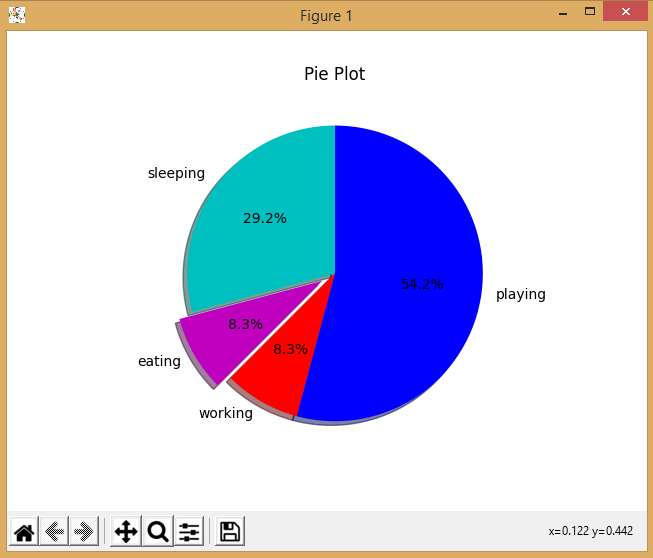 Figure 1
Pie Plot
sleeping
29.2%
54.2%
playing
8.3%
eating
8.3%
working
x=0.122 y=0.442